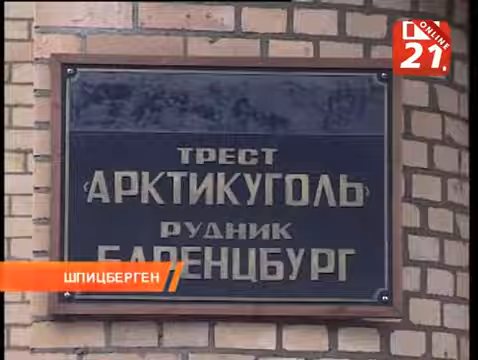 ONLINE
21.
ТРЕСТ
«АРКТИКУГОЛЬ»
РУДНИК
БАРЕНЦБУРГ
ШПИЦБЕРГЕН